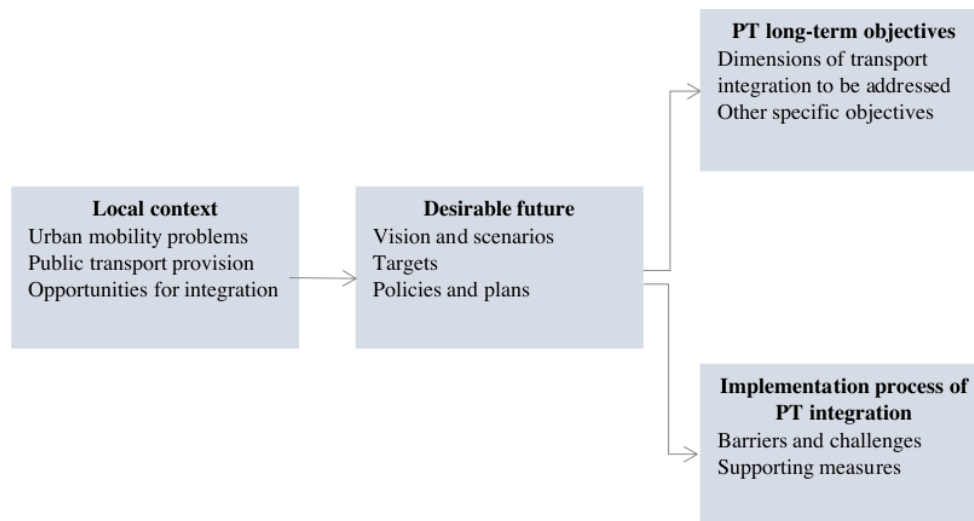 PT long-term objectives
Dimensions of transport
integration to be addressed
Other specific objectives
Local context
Urban mobility problems
Public transport provision
Opportunities for integration
Desirable future
Vision and scenarios
Targets
Policies and plans
Implementation process of
PT integration
Barriers and challenges
Supporting measures